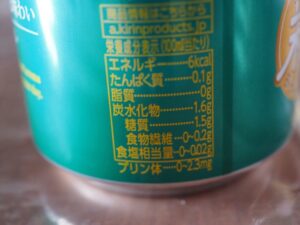 商品情報はこちらから
a.kirinproducts.jp
栄養成分表示(100ml当たり)
エネルギー 6kcal
たんぱく質 0.1g
脂質 0g
炭水化物 1.6g
糖質 1.5g
食物繊維 0~0.2g
食塩相当量 0~0.02g
プリン体 0~2.3mg